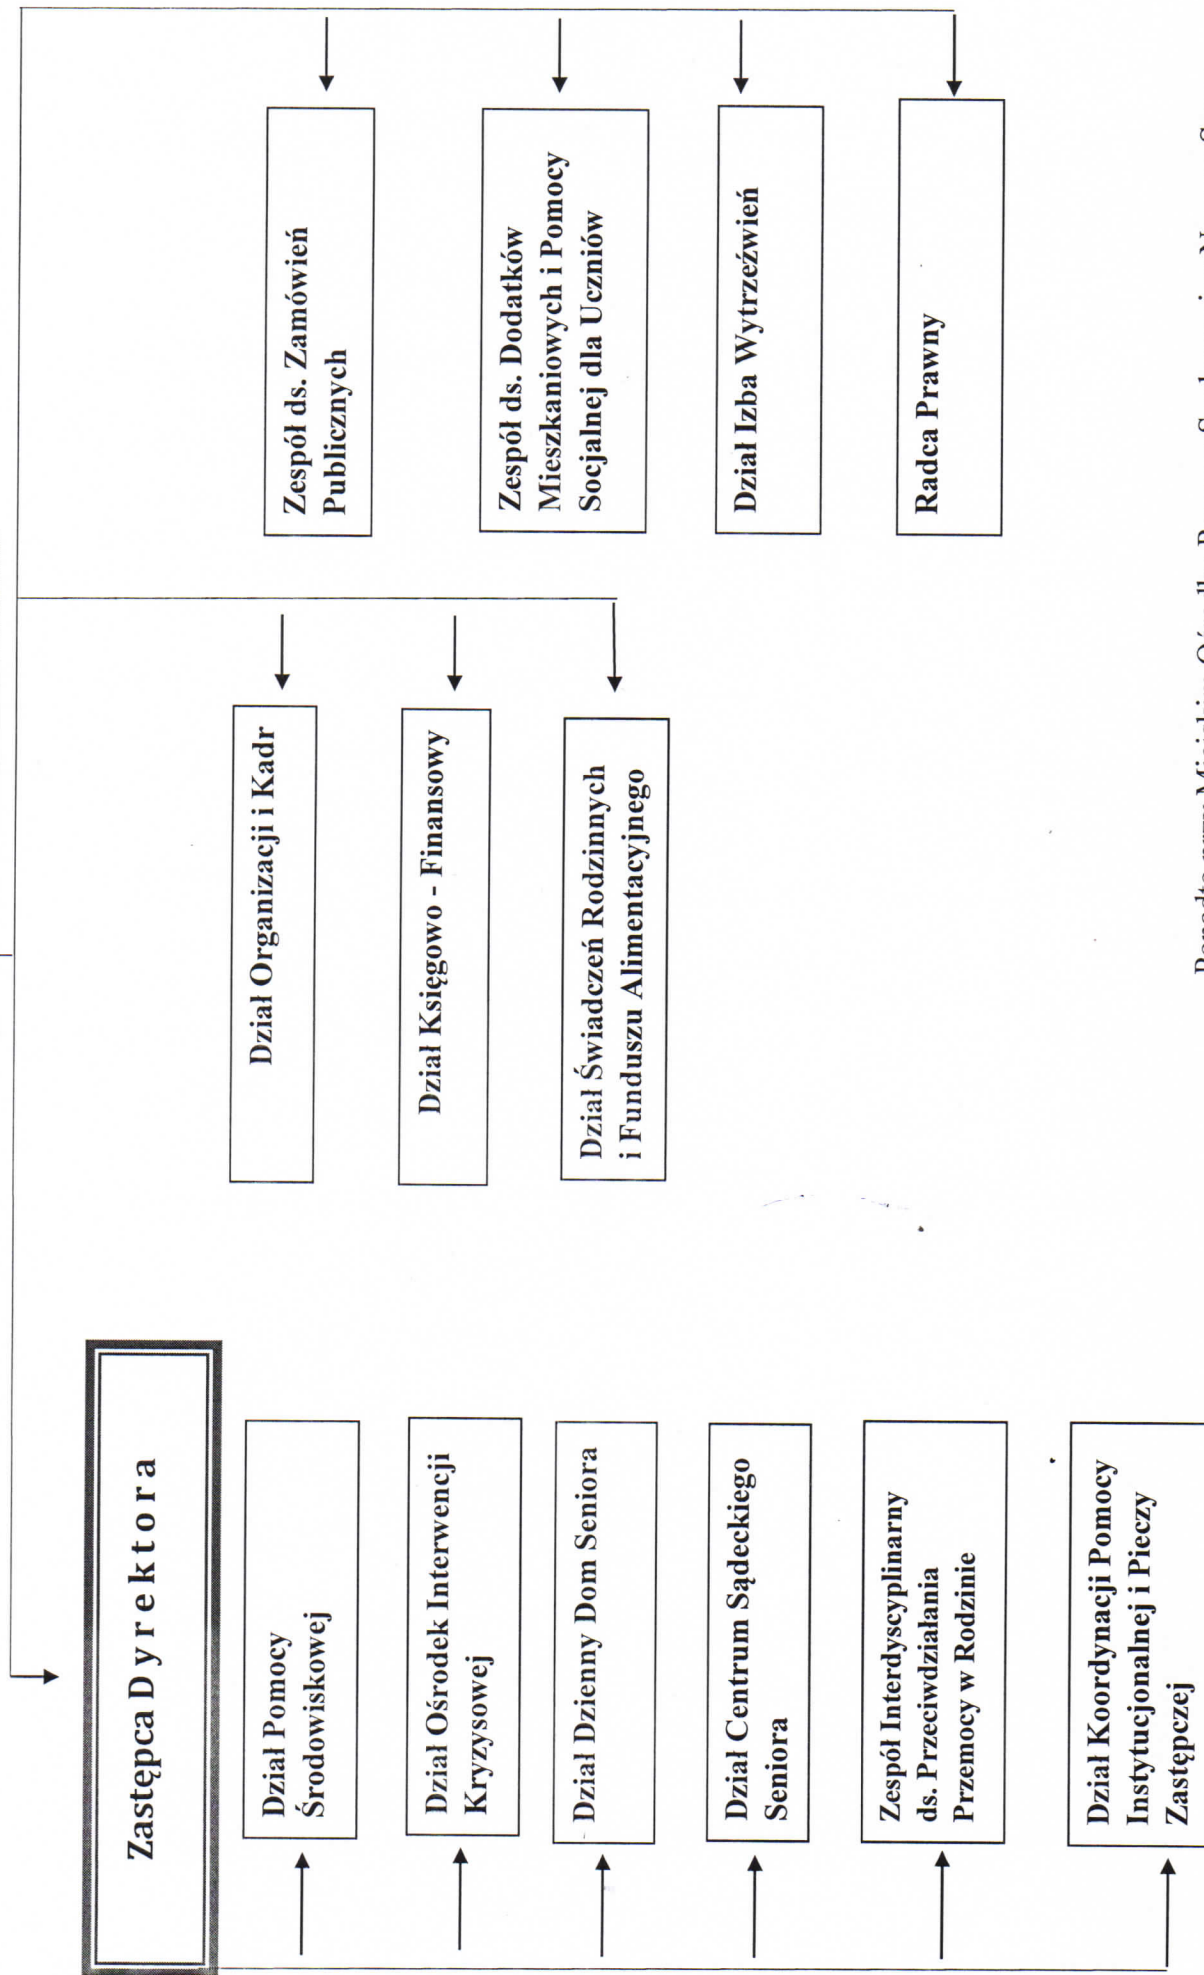 Zastępca Dyrektora
Dział Pomocy
Środowiskowej
Dział Ośrodek Interwencji
Kryzysowej
Dział Dzienny Dom Seniora
Dział Centrum Sądeckiego
Seniora
Zespół Interdyscyplinarny
ds. Przeciwdziałania
Przemocy w Rodzinie
Dział Koordynacji Pomocy
Instytucjonalnej i Pieczy
Zastępczej
Dział Organizacji i Kadr
Dział Księgowo - Finansowy
Dział Świadczeń Rodzinnych
i Funduszu Alimentacyjnego
Zespół ds. Zamówień
Publicznych
Zespół ds. Dodatków
Mieszkaniowych i Pomocy
Socjalnej dla Uczniów
Dział Izba Wytrzeźwień
Radca Prawny